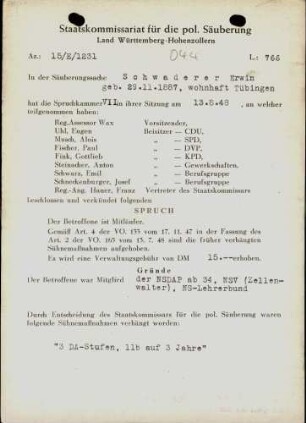 Staatskommissariat für die pol. Säuberung
Land Württemberg-Hohenzollern
Az.: 15/E/1231 044 L: 766
In der Säuberungssache Schwaderer Erwin
geb. 29.11.1887, wohnhaft Tübingen
hat die Spruchkammer VII in ihrer Sitzung am 13.8.48 , an welcher
teilgenommen haben:
Reg.Assessor Wax Vorsitzender,
Uhl, Eugen Beisitzer — CDU,
Mesch, Alois „ — SPD,
Fischer, Paul „ — DVP,
Fink, Gottlieb „ — KPD,
Steinacker, Anton „ — Gewerkschaften.
Schwarz, Emil „ — Berufsgruppe
Schneckenburger, Josef „ — Berufsgruppe
Reg.-Ang. Hauer, Franz Vertreter des Staatskommissars
beschlossen und verkündet folgenden
SPRUCH
Der Betroffene ist Mitläufer.
Gemäß Art. 4 der VO. 133 vom 17. 11. 47 in der Fassung des
Art. 2 der VO. 165 vom 13. 7. 48 sind die früher verhängten
Sühnemaßnahmen aufgehoben.
Es wird eine Verwaltungsgebühr von DM 15.-- erhoben.
Gründe
Der Betroffene war Mitglied der NSDAP ab 34, NSV (Zellen-
walter), NS-Lehrerbund
Durch Entscheidung des Staatskommissars für die pol. Säuberung waren
folgende Sühnemaßnahmen verhängt worden:
"3 DA-Stufen, 11b auf 3 Jahre"